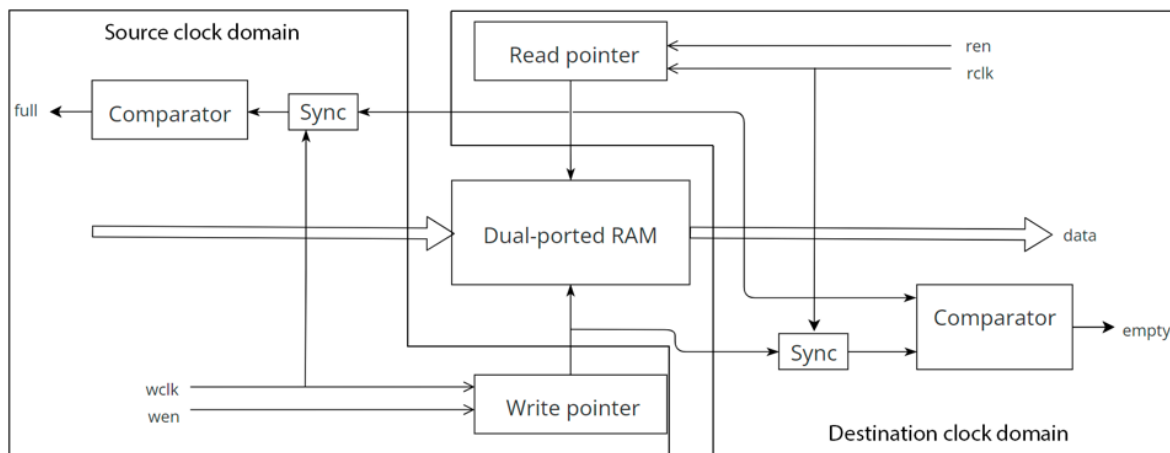 Source clock domain
Read pointer
ren
rclk
full
Comparator
Sync
Dual-ported RAM
data
Comparator
empty
Sync
wclk
wen
Write pointer
Destination clock domain